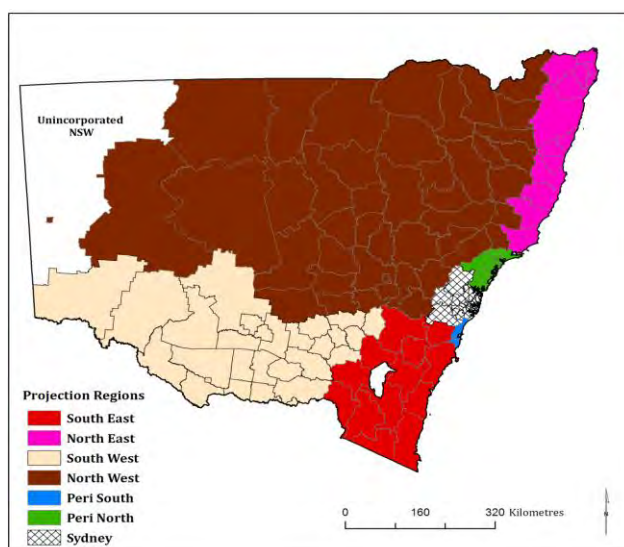 Unincorporated
NSW
Projection Regions
South East
North East
South West
North West
Peri South
Peri North
Sydney
0 160 320 Kilometres
N